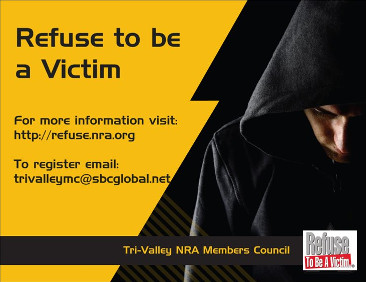 Refuse to be
a Victim
For more information visit:
http://refuse.nra.org
To register email:
trivalleymc@sbcglobal.net
Tri-Valley NRA Members Council
Refuse
To Be A Victim